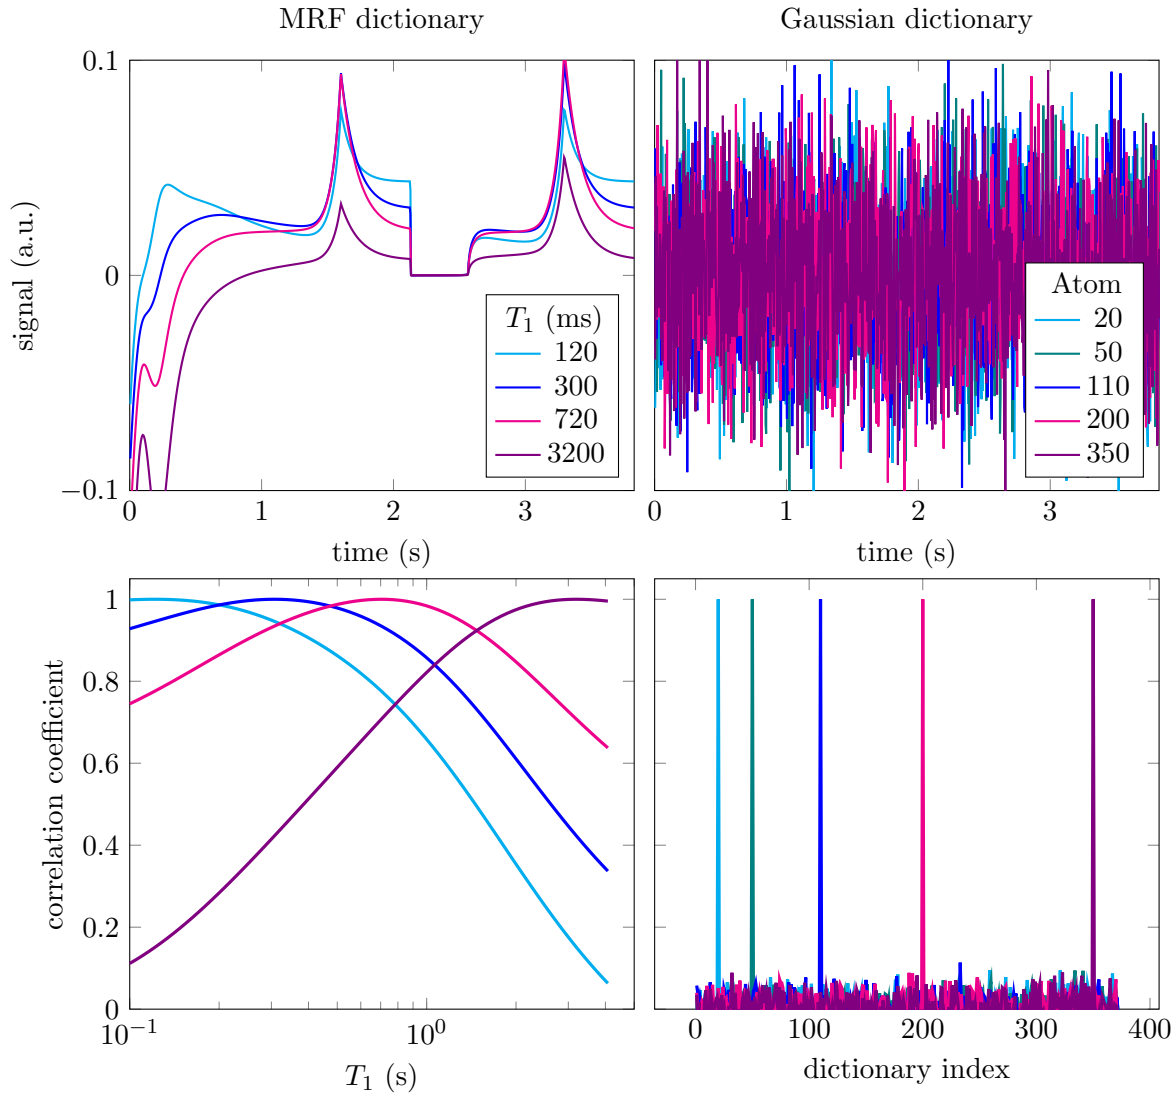 MRF dictionary
Gaussian dictionary
signal (a.u.)
0.1
0
−0.1
T₁ (ms)
120
300
720
3200
0 1 2 3
time (s)
Atom
20
50
110
200
350
0 1 2 3
time (s)
correlation coefficient
1
0.8
0.6
0.4
0.2
0
10⁻¹ 10⁰
T₁ (s)
0 100 200 300 400
dictionary index